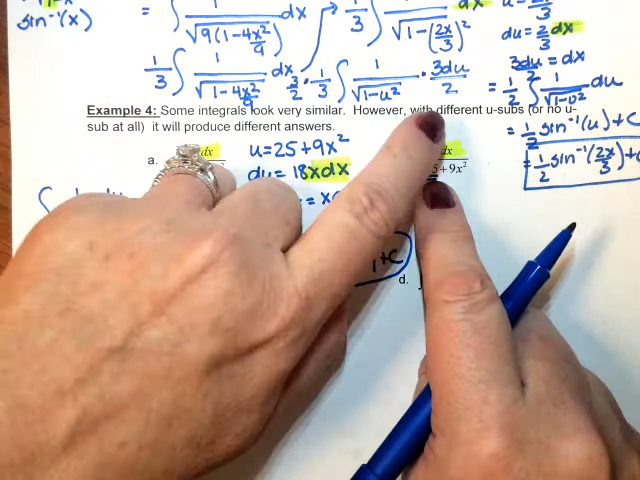 sin⁻¹(x)
= ∫ 1/√(9(1-4x²/9)) dx
1/3 ∫ 1/√(1-(2x/3)²) dx
du = 2/3 dx
3du/2 = dx
1/3 ∫ 1/√(1-4x²/9) dx
3/2 · 1/3 ∫ 1/√(1-u²) · 3du/2
= 1/2 ∫ 1/√(1-u²) du
= 1/2 sin⁻¹(u) + C
= 1/2 sin⁻¹(2x/3) +
Example 4: Some integrals look very similar. However, with different u-subs (or no u-
sub at all) it will produce different answers.
a.
dx
u = 25 + 9x²
du = 18xdx
dx
5 + 9x²
+C
d.